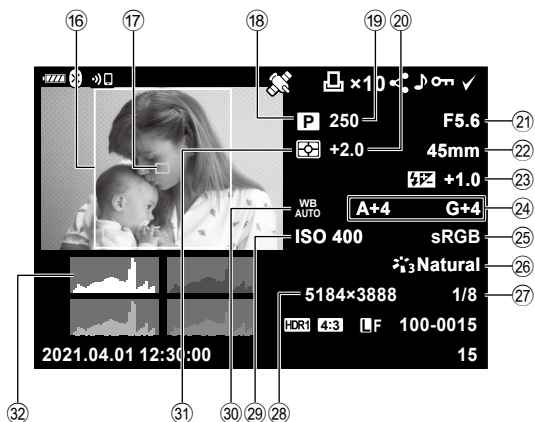 ⑯ ⑰ ⑱ ⑲ ⑳
×10
P 250 F5.6 ㉑
+2.0 45mm ㉒
+1.0 ㉓
WB AUTO A+4 G+4 ㉔
ISO 400 sRGB ㉕
3 Natural ㉖
5184×3888 1/8 ㉗
HDR1 4:3 LF 100-0015
2021.04.01 12:30:00 15
㉜ ㉛ ㉚ ㉙ ㉘